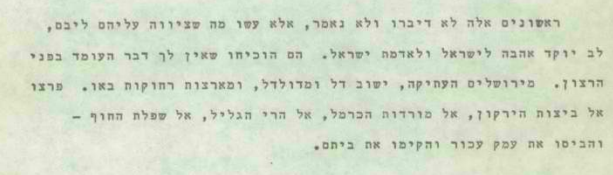 ראשונים אלה לא דיברו ולא נאמר, אלא עשו מה שציווה עליהם ליבם,
לב יוקד אהבה לישראל ולאדמת ישראל. הם הוכיחו שאין לך דבר העומד בפני
הרצון. מירושלים העתיקה, ישוב דל ומדולדל, ומארצות רחוקות באו. פרצו
אל ביצות הירקון, אל מורדות הכרמל, אל הרי הגליל, אל שפלת החוף -
והביסו את עמק עכור והקימו את ביתם.